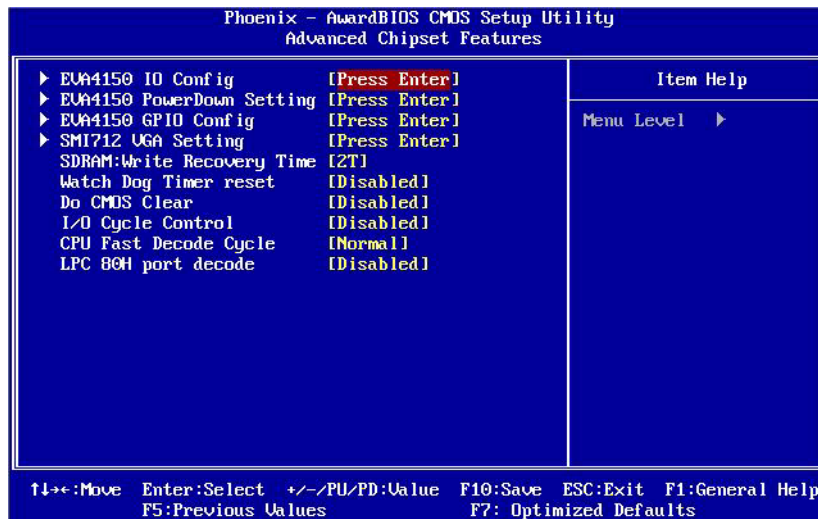 Phoenix - AwardBIOS CMOS Setup Utility
Advanced Chipset Features
▶ EVA4150 IO Config [Press Enter]
▶ EVA4150 PowerDown Setting [Press Enter]
▶ EVA4150 GPIO Config [Press Enter]
▶ SMI712 VGA Setting [Press Enter]
SDRAM:Write Recovery Time [2T]
Watch Dog Timer reset [Disabled]
Do CMOS Clear [Disabled]
I/O Cycle Control [Disabled]
CPU Fast Decode Cycle [Normal]
LPC 80H port decode [Disabled]
Item Help
Menu Level ▶
↑↓→←:Move Enter:Select +/-/PU/PD:Value F10:Save ESC:Exit F1:General Help
F5:Previous Values F7: Optimized Defaults